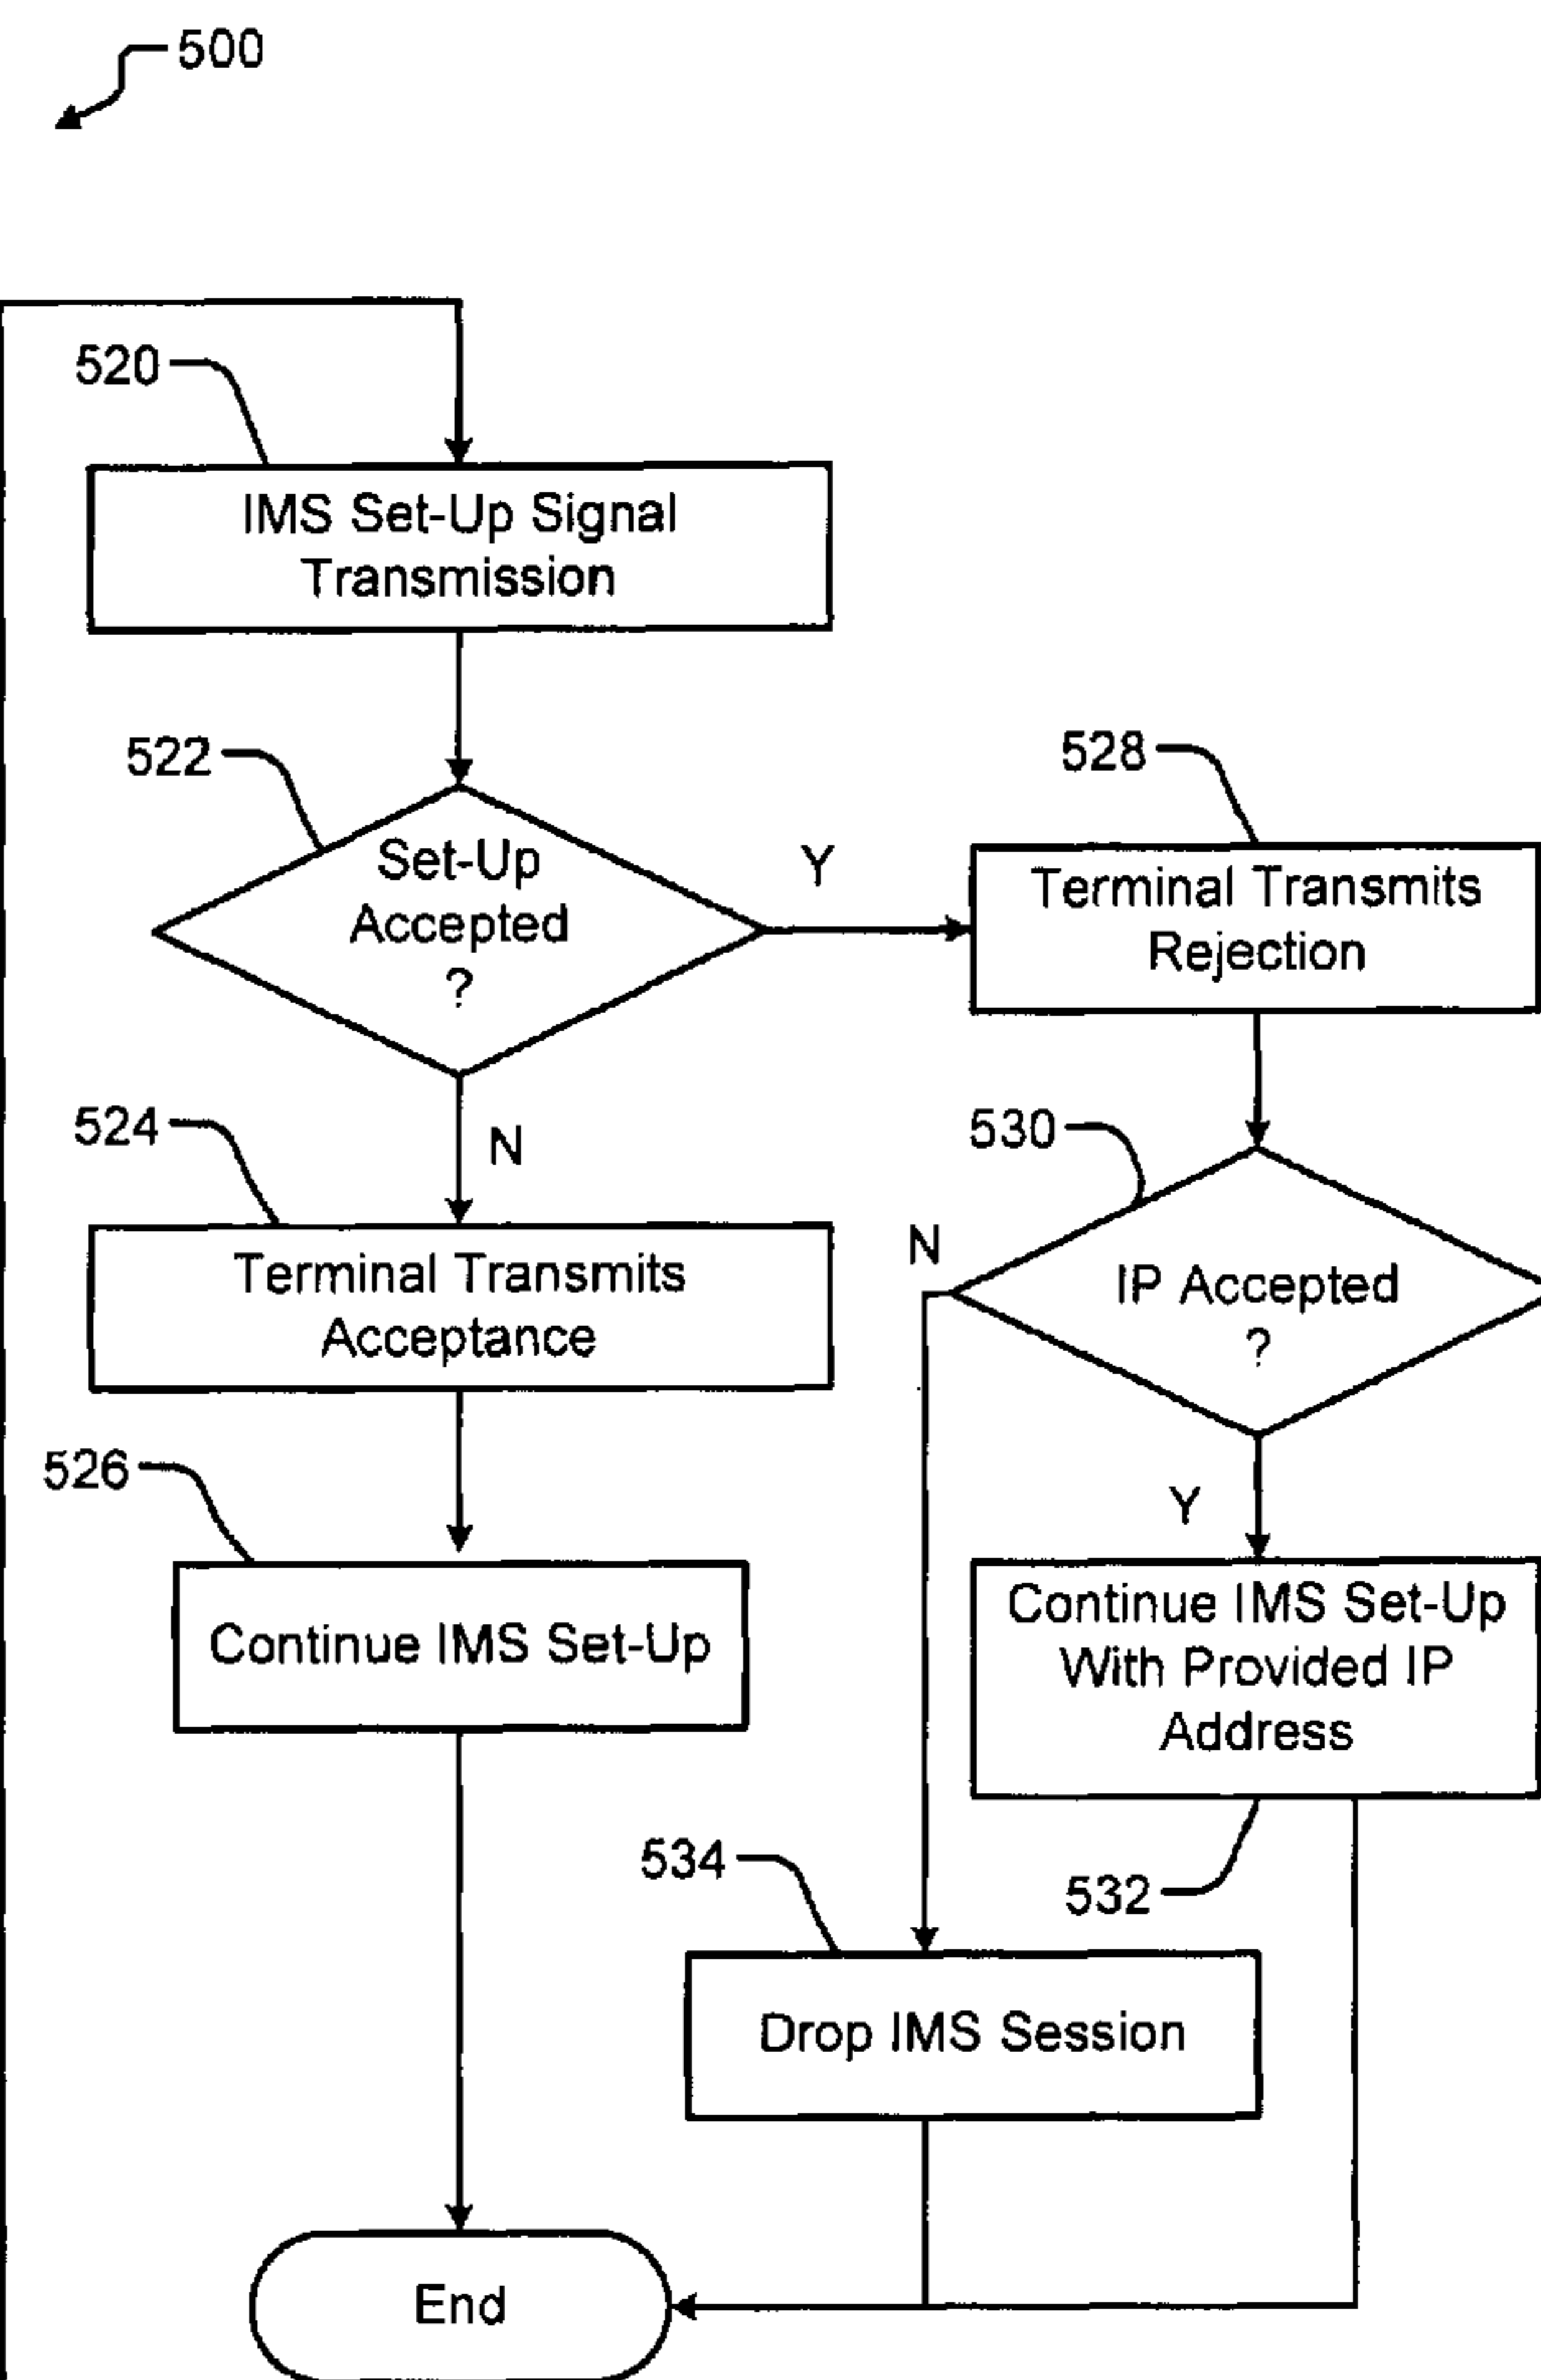 500
520
IMS Set-Up Signal
Transmission
522
Set-Up
Accepted
?
Y
528
Terminal Transmits
Rejection
N
524
Terminal Transmits
Acceptance
530
N
IP Accepted
?
Y
526
Continue IMS Set-Up
Continue IMS Set-Up
With Provided IP
Address
532
534
Drop IMS Session
End